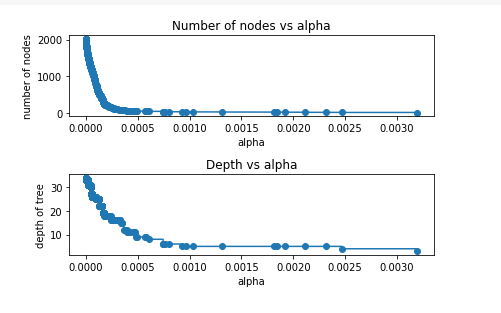 Number of nodes vs alpha
number of nodes
2000
1000
0
0.0000 0.0005 0.0010 0.0015 0.0020 0.0025 0.0030
alpha
Depth vs alpha
depth of tree
30
20
10
0.0000 0.0005 0.0010 0.0015 0.0020 0.0025 0.0030
alpha